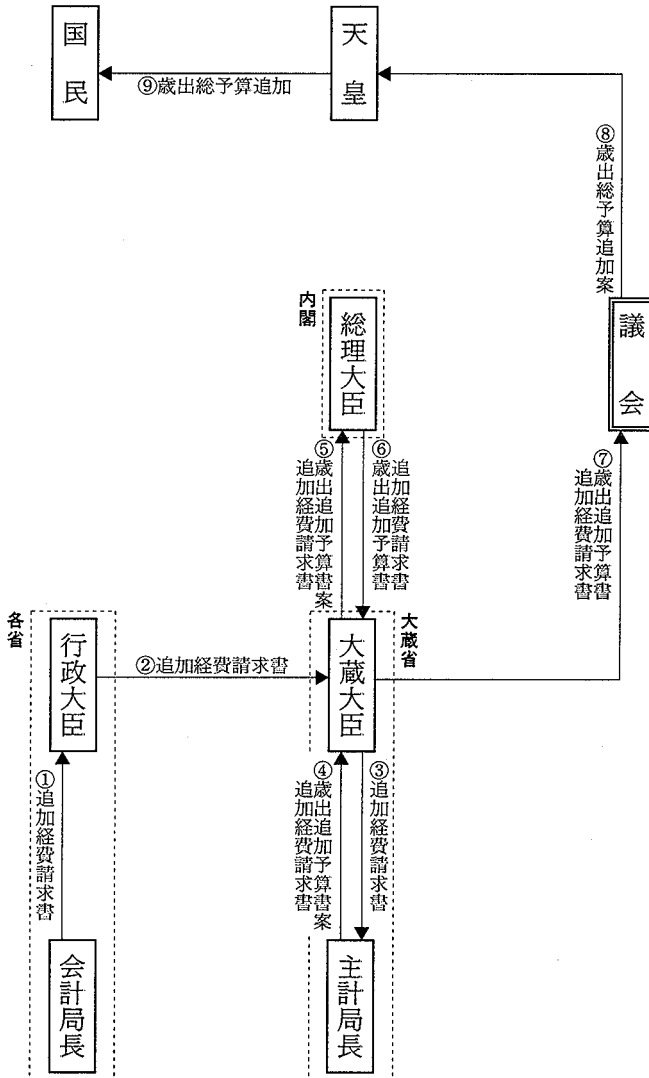 国民
天皇
⑨歳出総予算追加
⑧歳出総予算追加案
内閣
総理大臣
議会
⑤歳出追加予算書案
追加経費請求書
追加経費請求書
⑥歳出追加予算書
⑦歳出追加予算書
追加経費請求書
各省
行政大臣
②追加経費請求書
大蔵省
大蔵大臣
①追加経費請求書
④歳出追加予算書案
追加経費請求書
③追加経費請求書
会計局長
主計局長